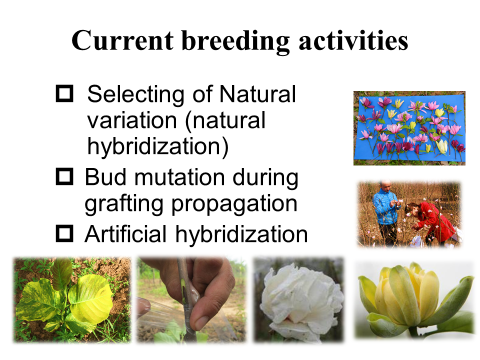 Current breeding activities
Selecting of Natural
variation (natural
hybridization)
Bud mutation during
grafting propagation
Artificial hybridization